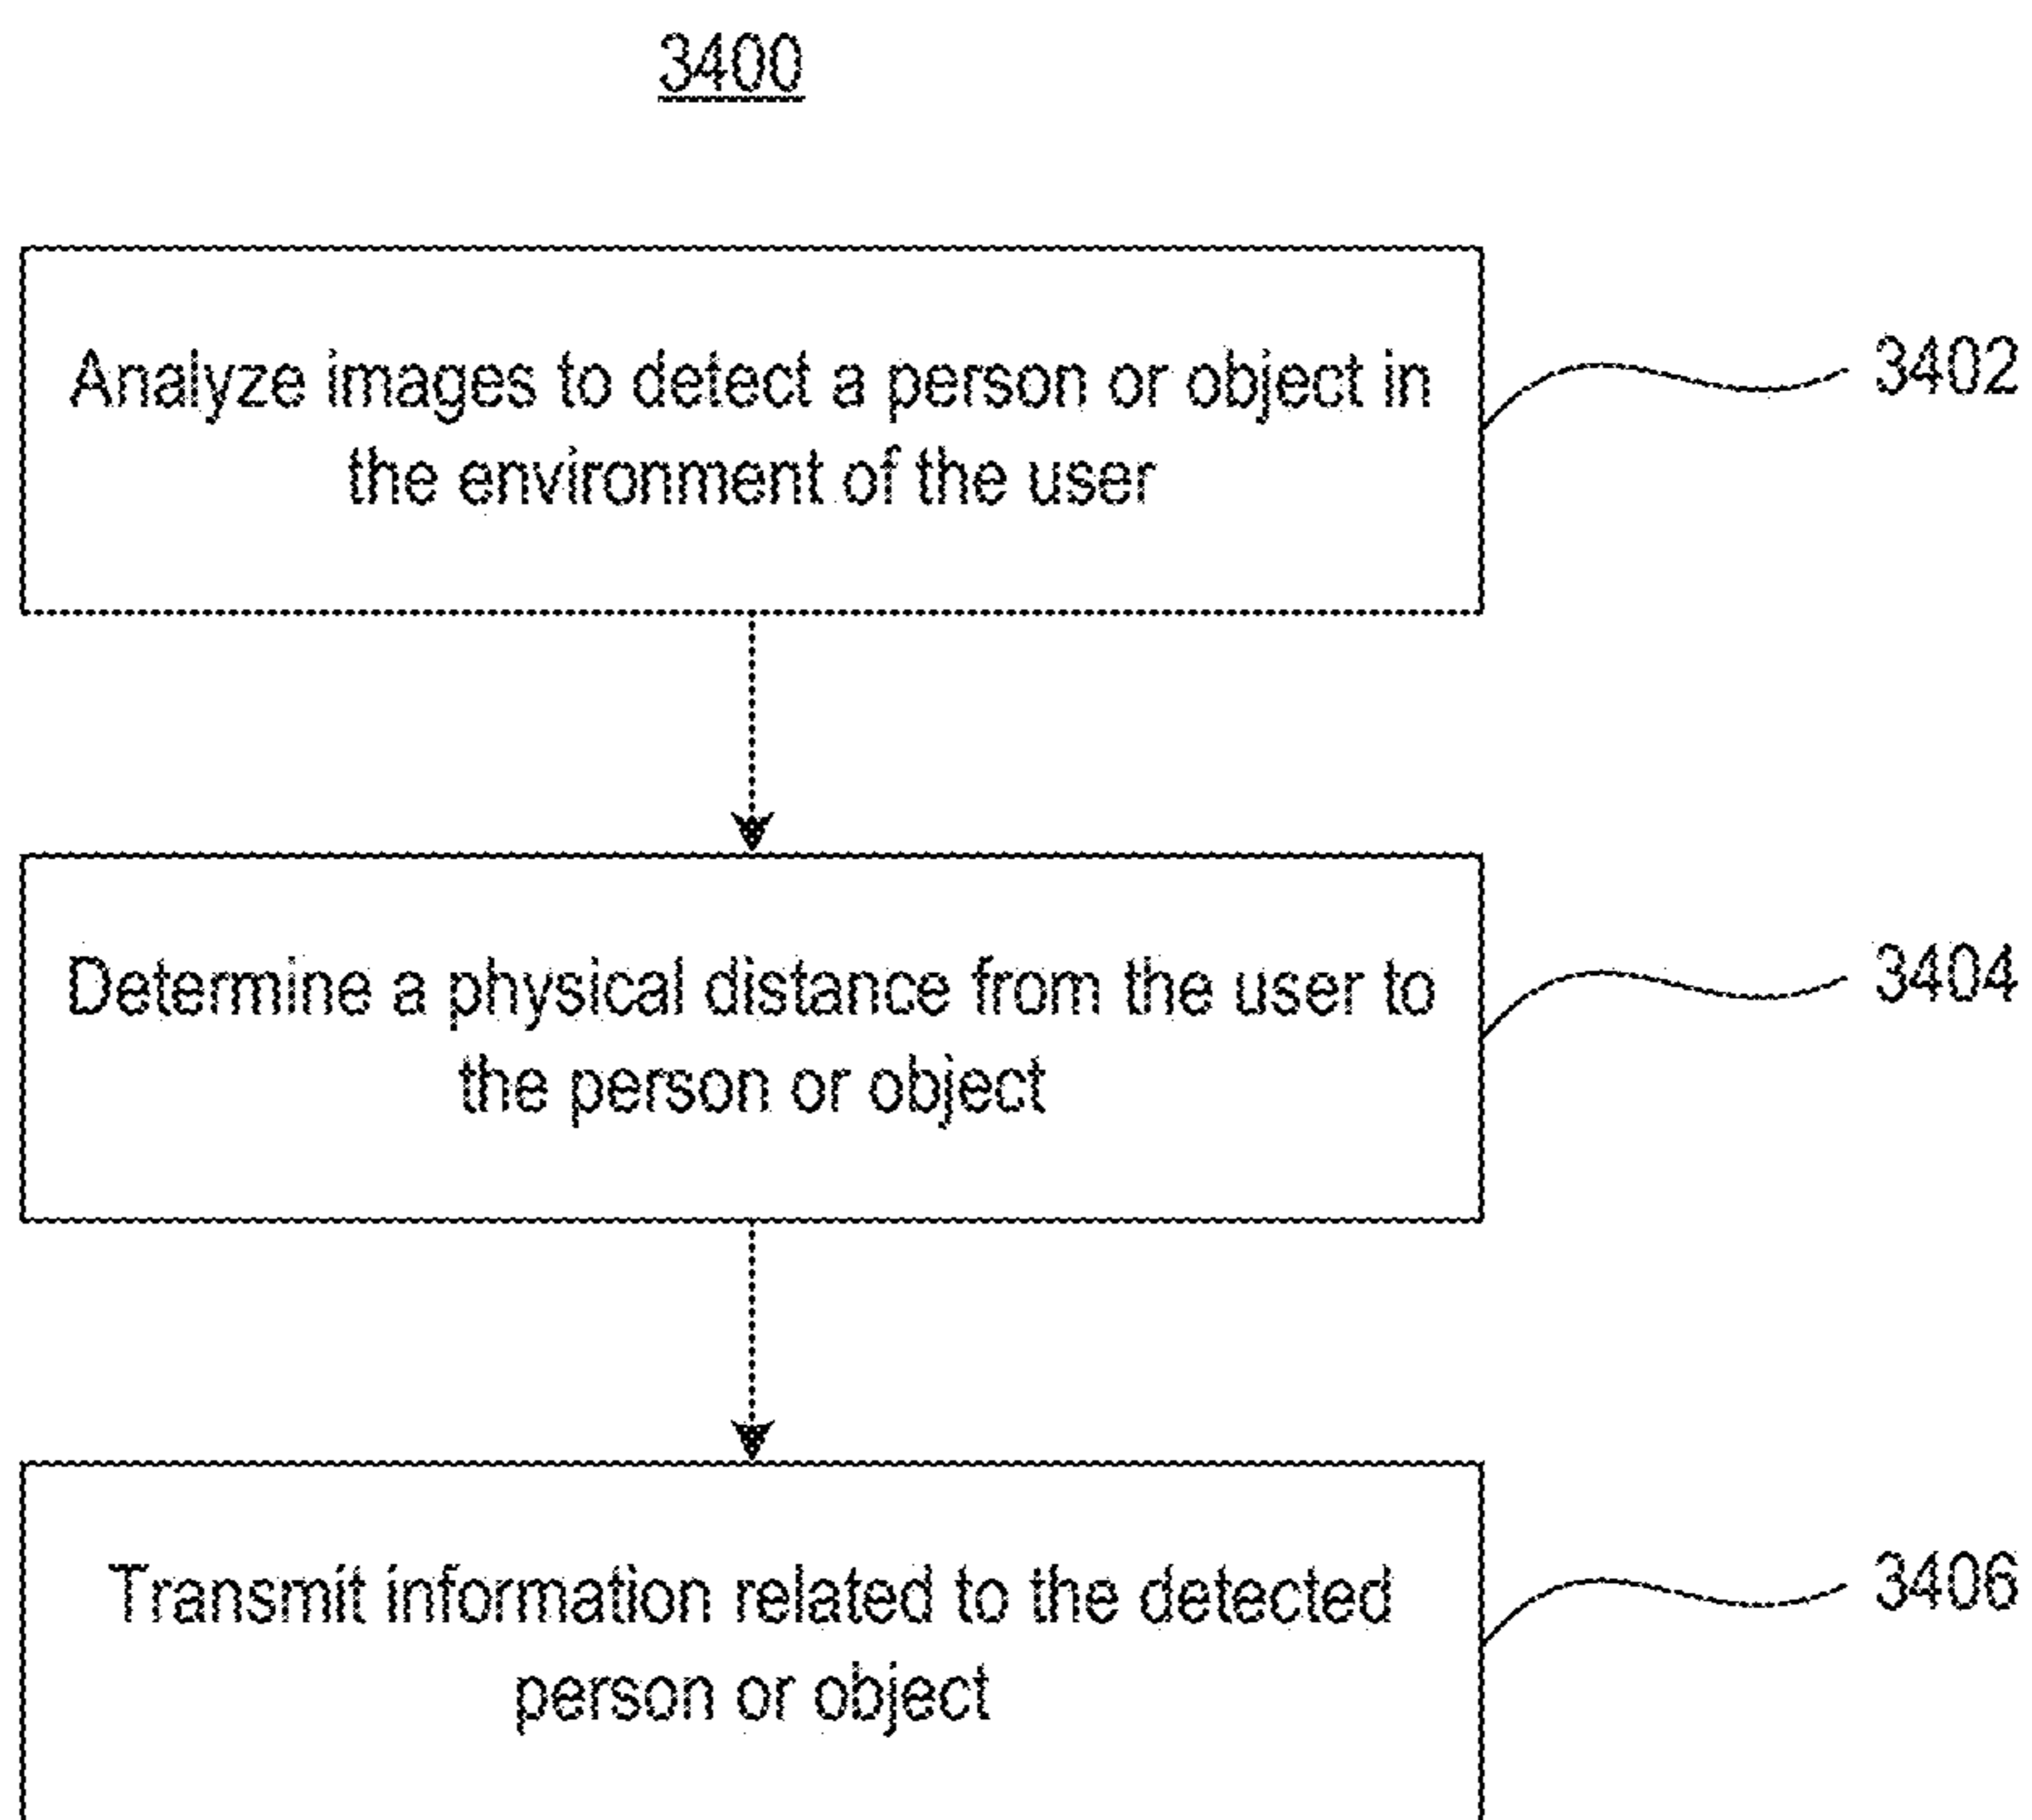 3400
Analyze images to detect a person or object in
the environment of the user
3402
Determine a physical distance from the user to
the person or object
3404
Transmit information related to the detected
person or object
3406